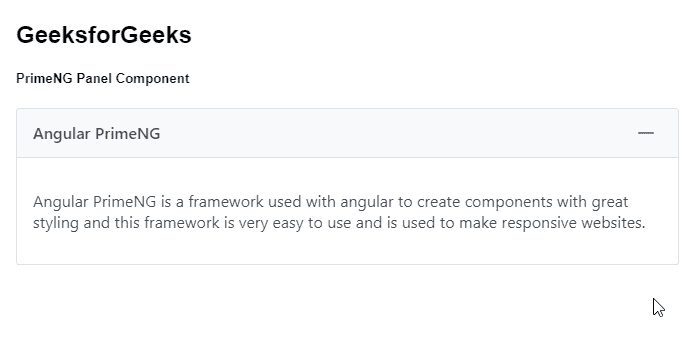 GeeksforGeeks
PrimeNG Panel Component
Angular PrimeNG
Angular PrimeNG is a framework used with angular to create components with great
styling and this framework is very easy to use and is used to make responsive websites.